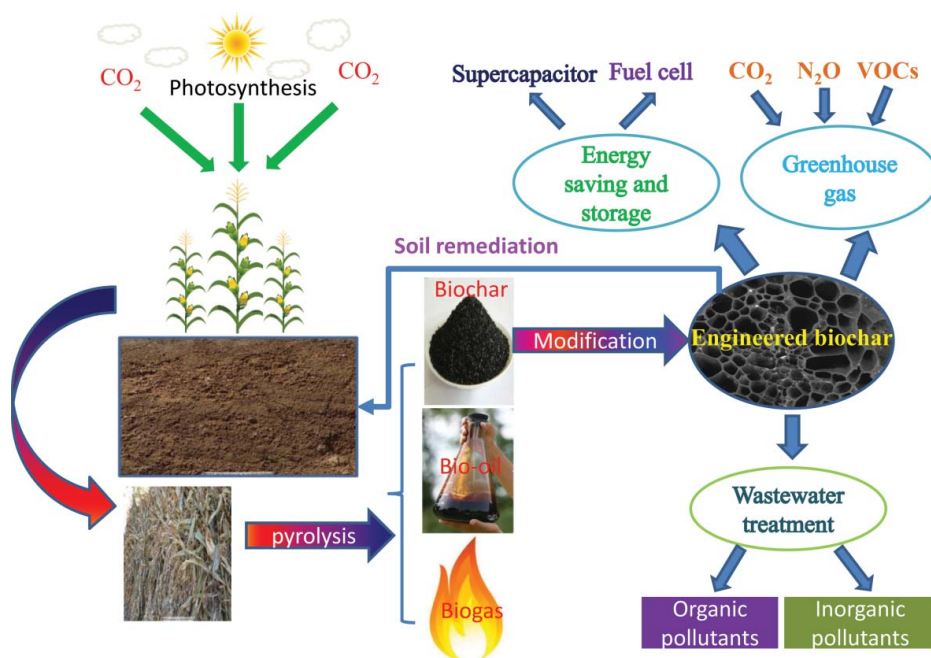 CO₂
Photosynthesis
CO₂
Supercapacitor
Fuel cell
CO₂
N₂O
VOCs
Energy
saving and
storage
Greenhouse
gas
Soil remediation
Biochar
Modification
Engineered biochar
Bio-oil
Wastewater
treatment
pyrolysis
Biogas
Organic
pollutants
Inorganic
pollutants